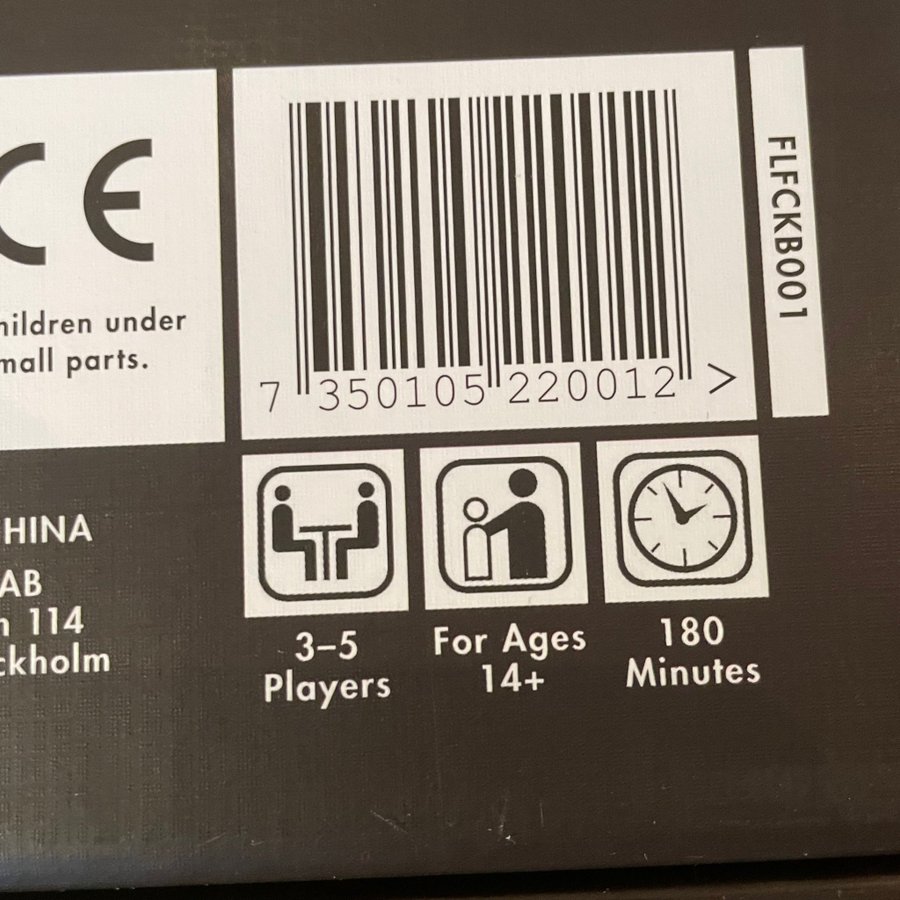 CE
hildren under
mall parts.
7 350105 220012 >
FLFCKB001
HINA
AB
114
ckholm
3–5
Players
For Ages
14+
180
Minutes